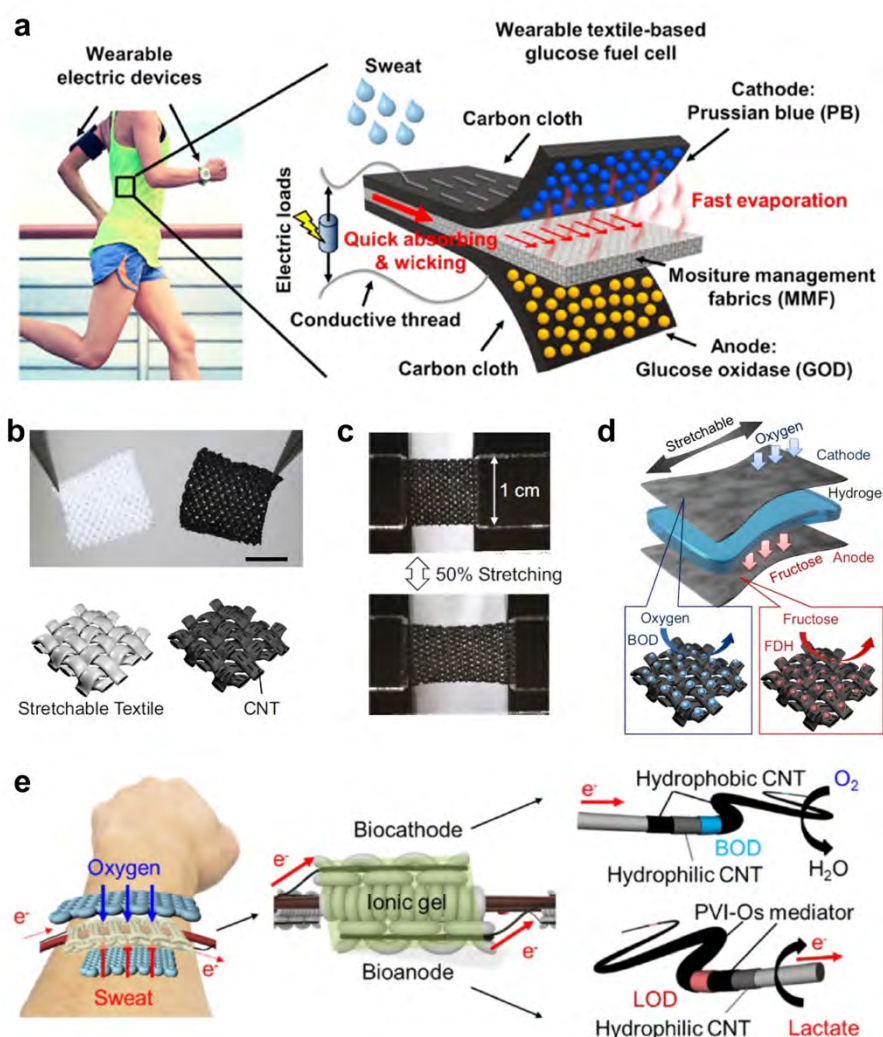 a
Wearable
electric devices
Sweat
Wearable textile-based
glucose fuel cell
Cathode:
Prussian blue (PB)
Carbon cloth
Fast evaporation
Electric loads
Quick absorbing
& wicking
Mositure management
fabrics (MMF)
Conductive thread
Carbon cloth
Anode:
Glucose oxidase (GOD)
b
Stretchable Textile
CNT
c
1 cm
50% Stretching
d
Stretchable
Oxygen
Cathode
Hydrogel
Anode
Fructose
Oxygen
BOD
Fructose
FDH
e
Oxygen
e-
e-
Sweat
Biocathode
e-
Ionic gel
e-
Bioanode
Hydrophobic CNT
e-
O2
BOD
Hydrophilic CNT
H2O
PVI-Os mediator
e-
LOD
Hydrophilic CNT
Lactate